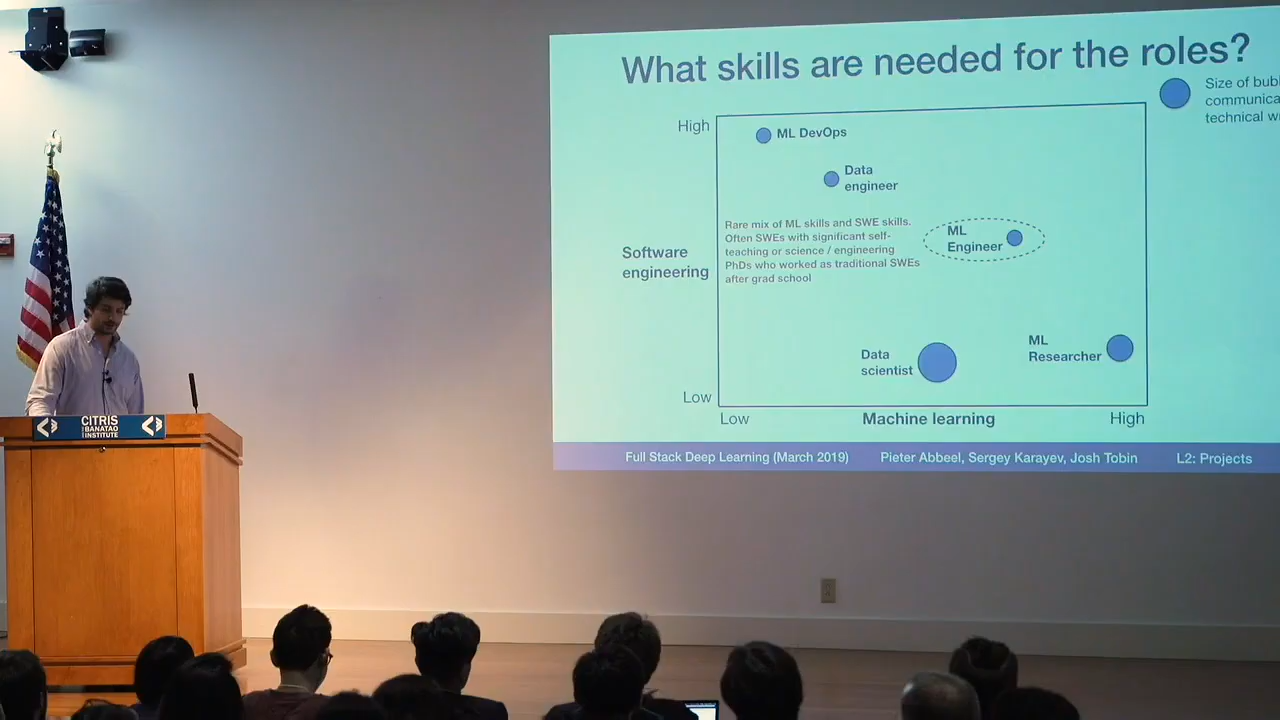 What skills are needed for the roles?
Size of
communica
technical
High
ML DevOps
Data
engineer
Rare mix of ML skills and SWE skills.
Often SWEs with significant self-
teaching or science / engineering
PhDs who worked as traditional SWEs
after grad school
ML
Engineer
Software
engineering
Data
scientist
ML
Researcher
Low
Low
Machine learning
High
Full Stack Deep Learning (March 2019)
Pieter Abbeel, Sergey Karayev, Josh Tobin
L2: Projects
CITRIS
BANATAO
INSTITUTE